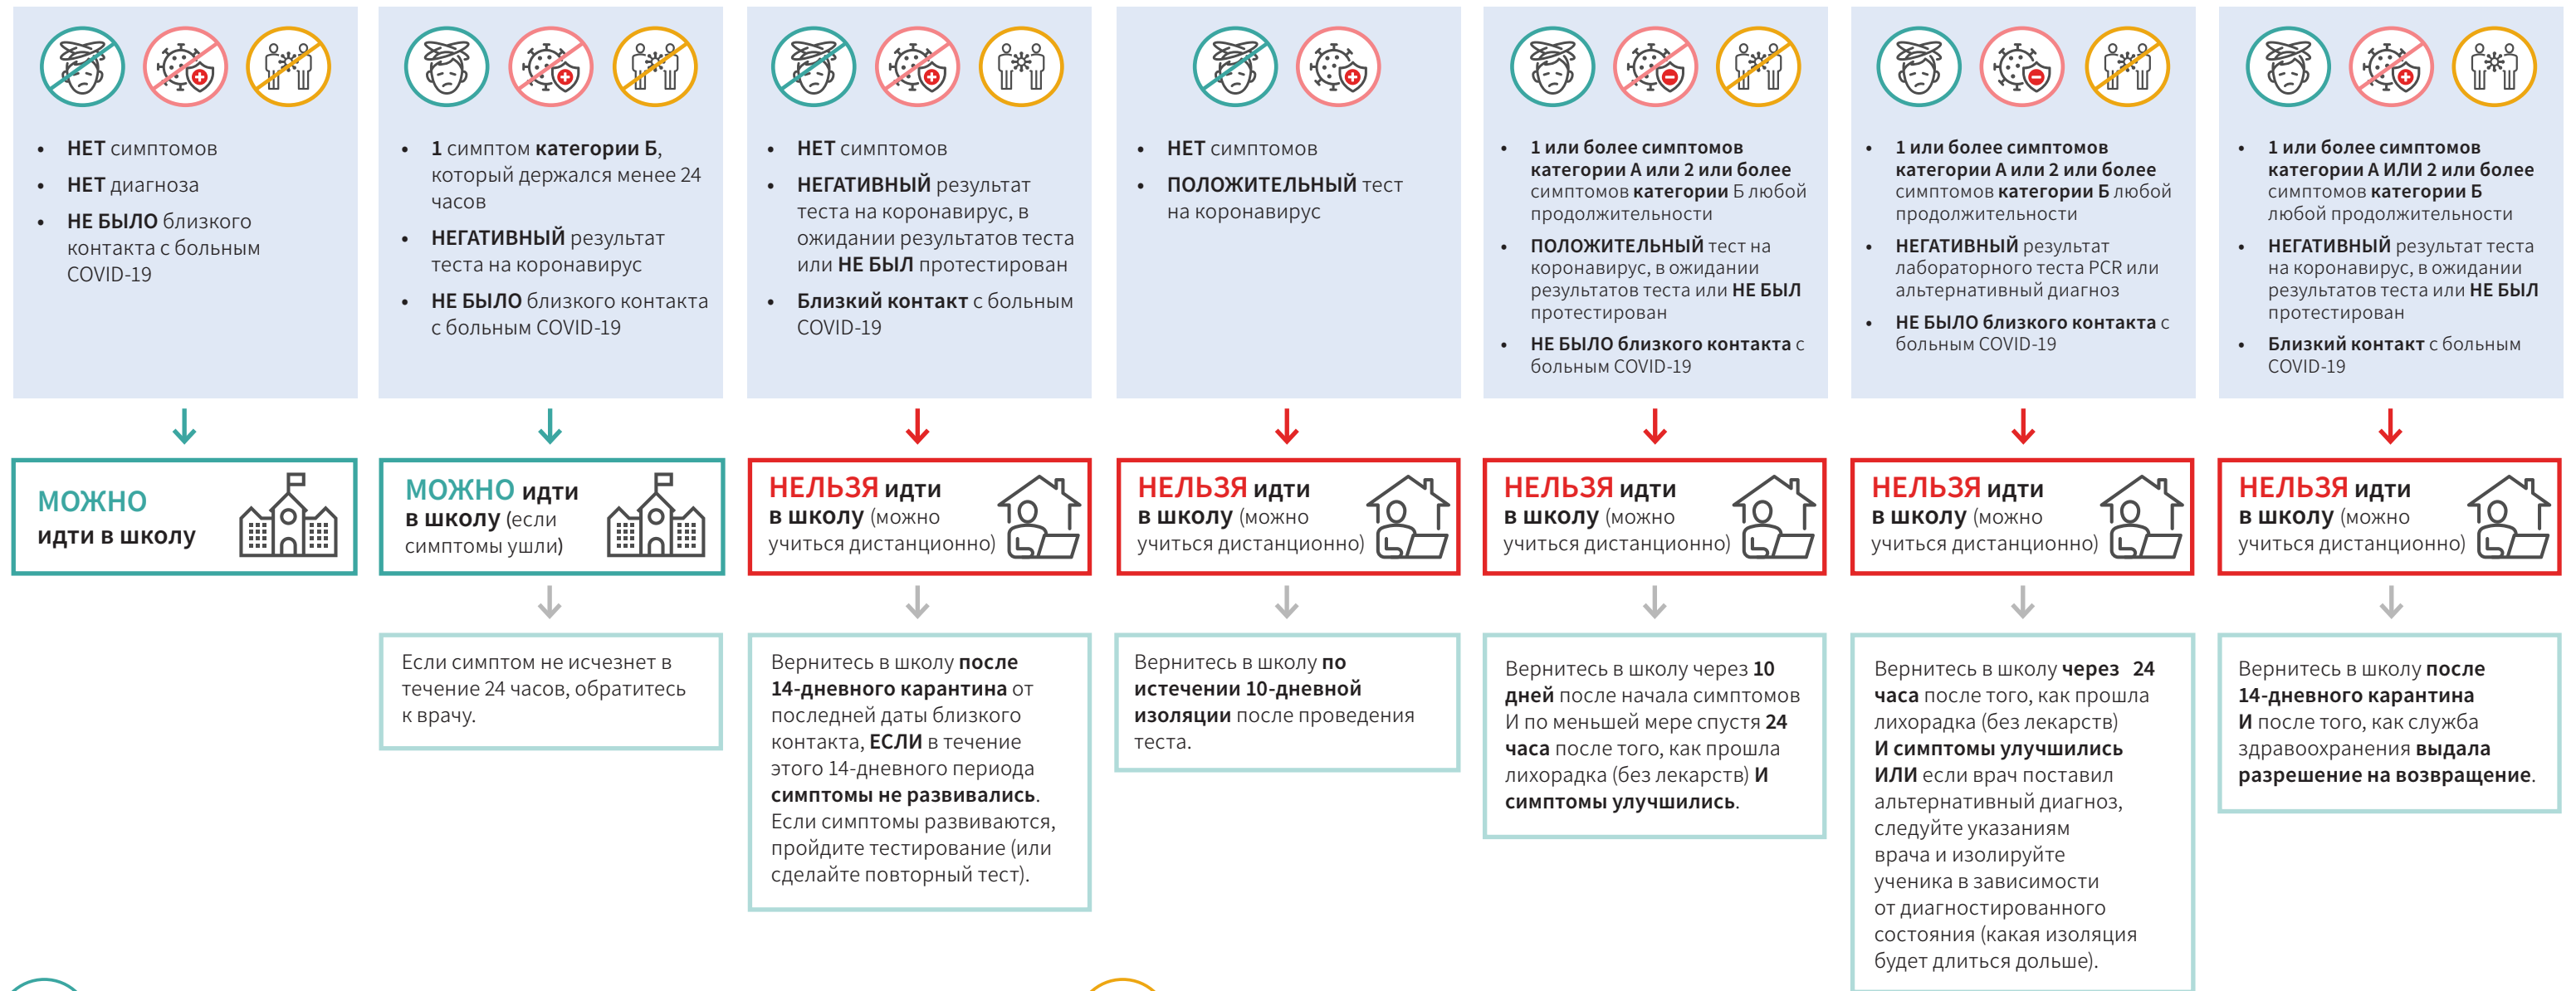 • НЕТ симптомов
• НЕТ диагноза
• НЕ БЫЛО близкого
контакта с больным
COVID-19
МОЖНО
идти в школу
• 1 симптом категории Б,
который держался менее 24
часов
• НЕГАТИВНЫЙ результат
теста на коронавирус
• НЕ БЫЛО близкого контакта
с больным COVID-19
МОЖНО идти
в школу (если
симптомы ушли)
Если симптом не исчезнет в
течение 24 часов, обратитесь
к врачу.
• НЕТ симптомов
• НЕГАТИВНЫЙ результат
теста на коронавирус, в
ожидании результатов теста
или НЕ БЫЛ протестирован
• Близкий контакт с больным
COVID-19
НЕЛЬЗЯ идти
в школу (можно
учиться дистанционно)
Вернитесь в школу после
14-дневного карантина от
последней даты близкого
контакта, ЕСЛИ в течение
этого 14-дневного периода
симптомы не развивались.
Если симптомы развиваются,
пройдите тестирование (или
сделайте повторный тест).
• НЕТ симптомов
• ПОЛОЖИТЕЛЬНЫЙ тест
на коронавирус
НЕЛЬЗЯ идти
в школу (можно
учиться дистанционно)
Вернитесь в школу по
истечении 10-дневной
изоляции после проведения
теста.
• 1 или более симптомов
категории А или 2 или более
симптомов категории Б любой
продолжительности
• ПОЛОЖИТЕЛЬНЫЙ тест на
коронавирус, в ожидании
результатов теста или НЕ БЫЛ
протестирован
• НЕ БЫЛО близкого контакта с
больным COVID-19
НЕЛЬЗЯ идти
в школу (можно
учиться дистанционно)
Вернитесь в школу через 10
дней после начала симптомов
И по меньшей мере спустя 24
часа после того, как прошла
лихорадка (без лекарств) И
симптомы улучшились.
• 1 или более симптомов
категории А или 2 или более
симптомов категории Б любой
продолжительности
• НЕГАТИВНЫЙ результат
лабораторного теста PCR или
альтернативный диагноз
• НЕ БЫЛО близкого контакта с
больным COVID-19
НЕЛЬЗЯ идти
в школу (можно
учиться дистанционно)
Вернитесь в школу через 24
часа после того, как прошла
лихорадка (без лекарств)
И симптомы улучшились
ИЛИ если врач поставил
альтернативный диагноз,
следуйте указаниям
врача и изолируйте
ученика в зависимости
от диагностированного
состояния (какая изоляция
будет длиться дольше).
• 1 или более симптомов
категории А ИЛИ 2 или более
симптомов категории Б
любой продолжительности
• НЕГАТИВНЫЙ результат теста
на коронавирус, в ожидании
результатов теста или НЕ БЫЛ
протестирован
• Близкий контакт с больным
COVID-19
НЕЛЬЗЯ идти
в школу (можно
учиться дистанционно)
Вернитесь в школу после
14-дневного карантина
И после того, как служба
здравоохранения выдала
разрешение на возвращение.